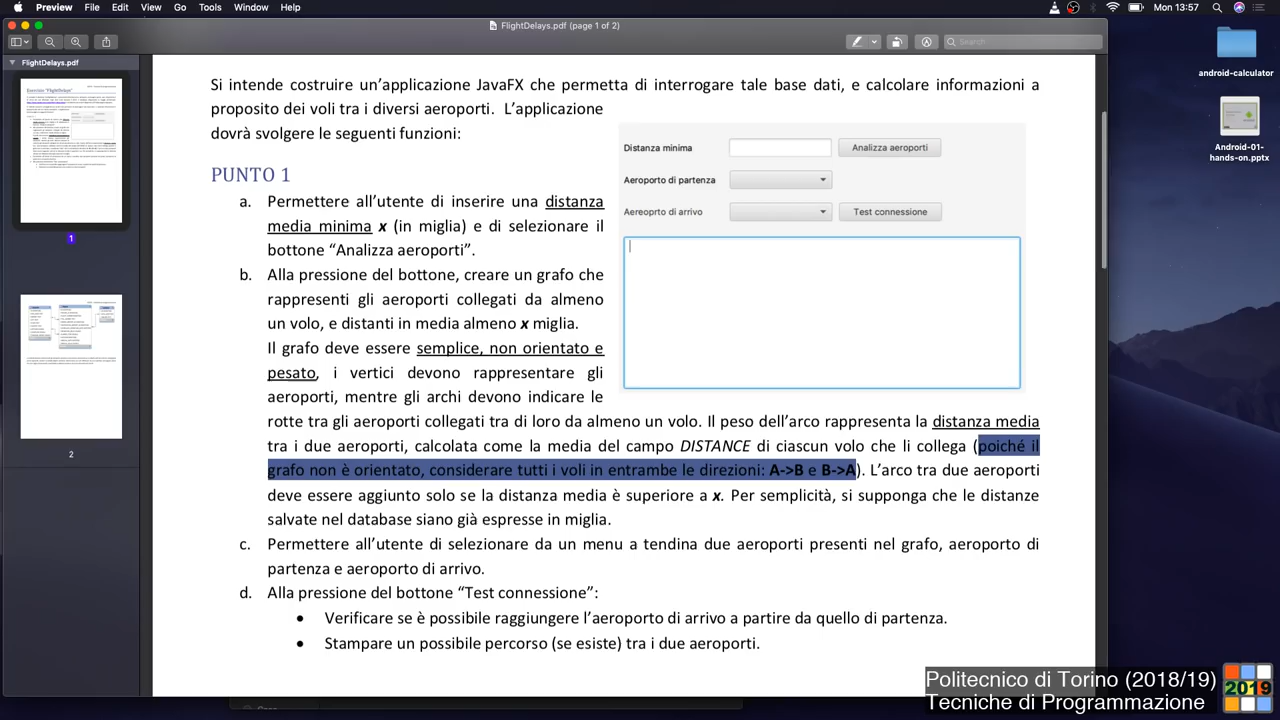 Preview File Edit View Go Tools Window Help
Mon 13:57
FlightDelays.pdf (page 1 of 2)
Search
FlightDelays.pdf
1
2
android-calculator
Android-01-
hands-on.pptx
Si intende costruire un'applicazione JavaFX che permetta di interrogare tale base dati, e calcolare informazioni a
proposito dei voli tra i diversi aeroporti. L'applicazione
dovrà svolgere le seguenti funzioni:
Distanza minima
Analizza aeroporti
Aeroporto di partenza
Aereoprto di arrivo
Test connessione
PUNTO 1
a. Permettere all'utente di inserire una distanza
media minima x (in miglia) e di selezionare il
bottone "Analizza aeroporti".
b. Alla pressione del bottone, creare un grafo che
rappresenti gli aeroporti collegati da almeno
un volo, e distanti in media almeno x miglia.
Il grafo deve essere semplice, non orientato e
pesato, i vertici devono rappresentare gli
aeroporti, mentre gli archi devono indicare le
rotte tra gli aeroporti collegati tra di loro da almeno un volo. Il peso dell'arco rappresenta la distanza media
tra i due aeroporti, calcolata come la media del campo DISTANCE di ciascun volo che li collega (poiché il
grafo non è orientato, considerare tutti i voli in entrambe le direzioni: A->B e B->A). L'arco tra due aeroporti
deve essere aggiunto solo se la distanza media è superiore a x. Per semplicità, si supponga che le distanze
salvate nel database siano già espresse in miglia.
c. Permettere all'utente di selezionare da un menu a tendina due aeroporti presenti nel grafo, aeroporto di
partenza e aeroporto di arrivo.
d. Alla pressione del bottone "Test connessione":
• Verificare se è possibile raggiungere l'aeroporto di arrivo a partire da quello di partenza.
• Stampare un possibile percorso (se esiste) tra i due aeroporti.
Politecnico di Torino (2018/19)
Tecniche di Programmazione
2019